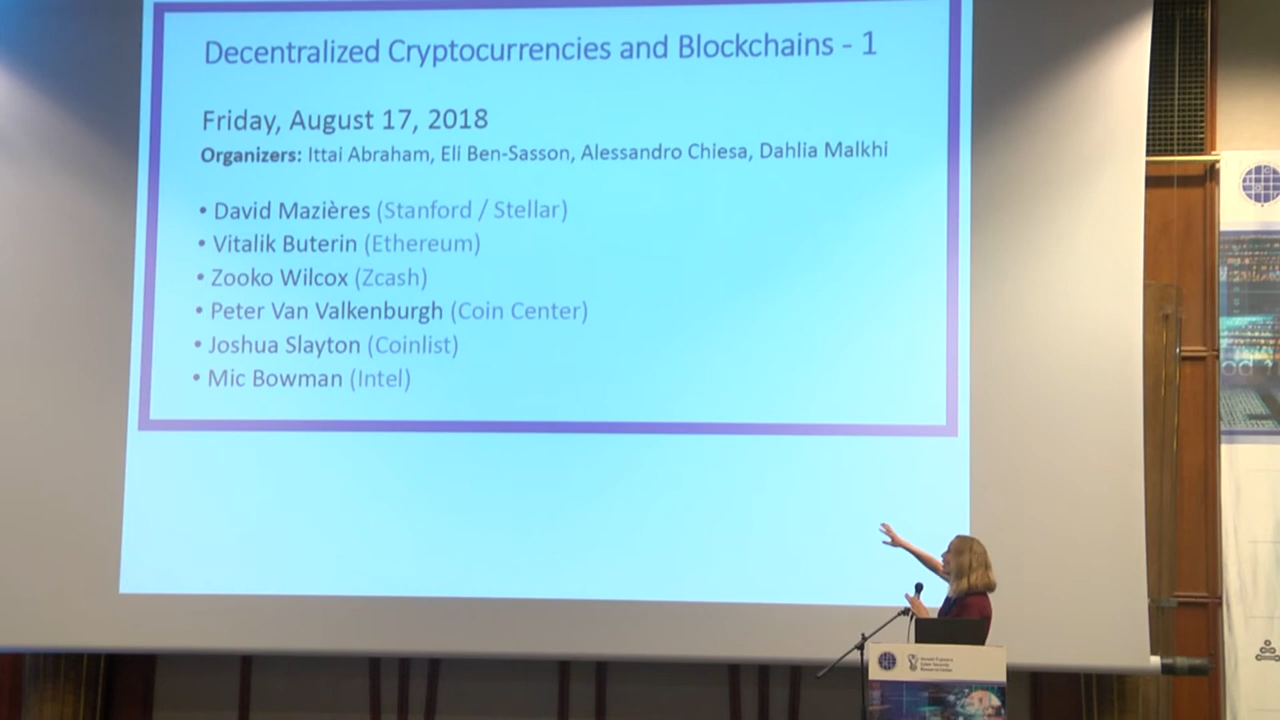 Decentralized Cryptocurrencies and Blockchains - 1
Friday, August 17, 2018
Organizers: Ittai Abraham, Eli Ben-Sasson, Alessandro Chiesa, Dahlia Malkhi
• David Mazières (Stanford / Stellar)
• Vitalik Buterin (Ethereum)
• Zooko Wilcox (Zcash)
• Peter Van Valkenburgh (Coin Center)
• Joshua Slayton (Coinlist)
• Mic Bowman (Intel)